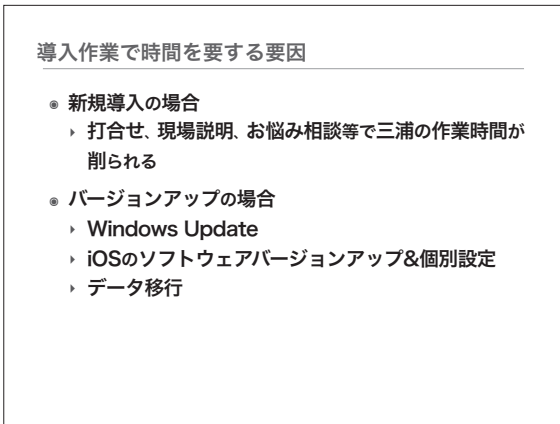 導入作業で時間を要する要因
◉ 新規導入の場合
‣ 打合せ、現場説明、お悩み相談等で三浦の作業時間が
削られる
◉ バージョンアップの場合
‣ Windows Update
‣ iOSのソフトウェアバージョンアップ&個別設定
‣ データ移行